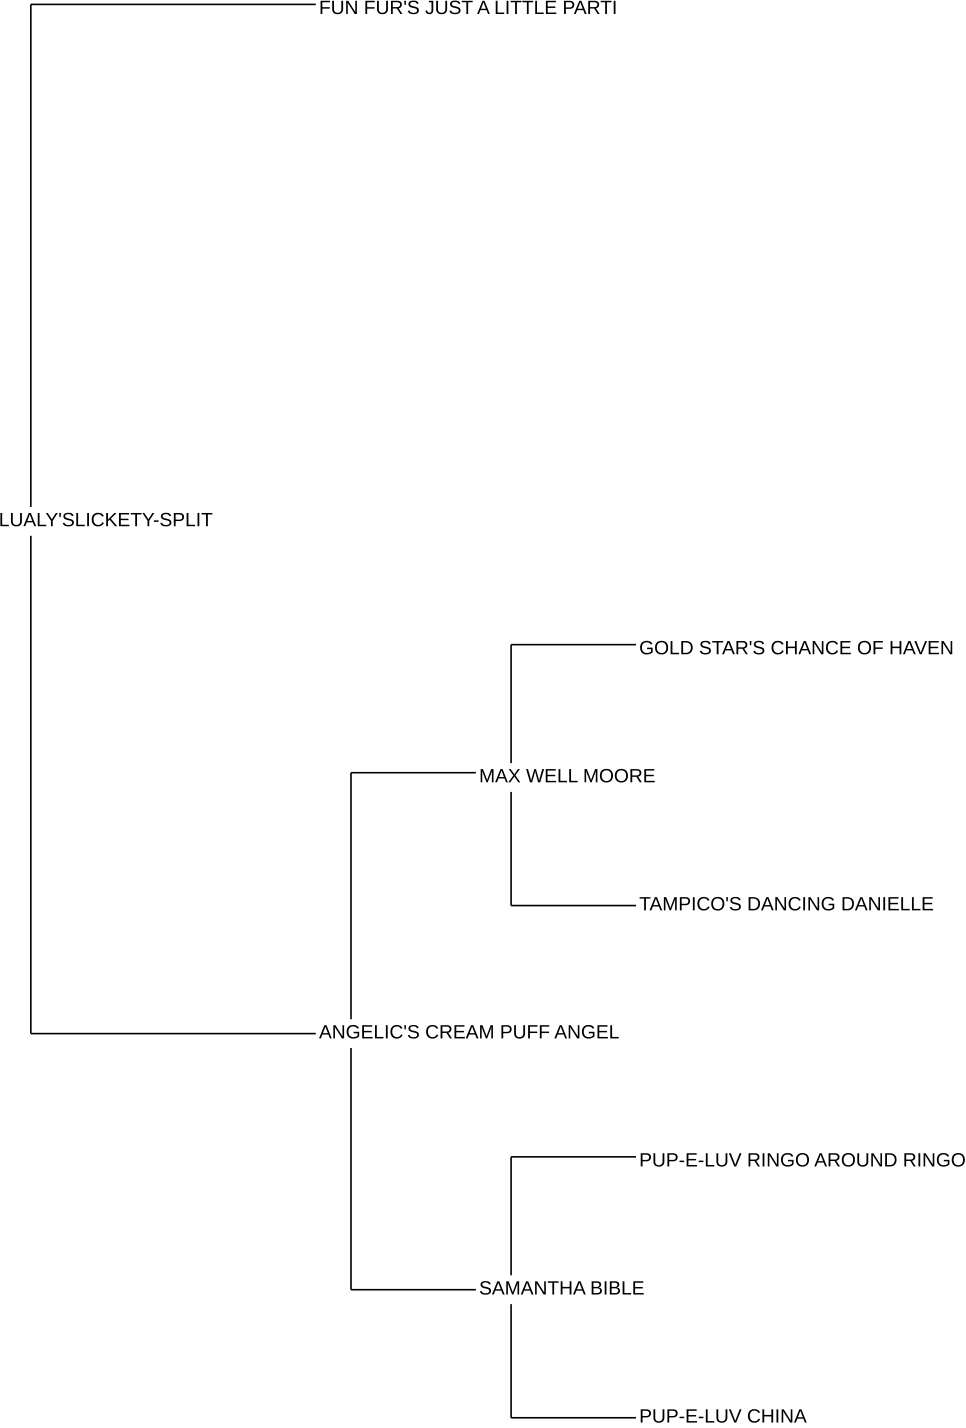 FUN FUR'S JUST A LITTLE PARTI
LUALY'SLICKETY-SPLIT
GOLD STAR'S CHANCE OF HAVEN
MAX WELL MOORE
TAMPICO'S DANCING DANIELLE
ANGELIC'S CREAM PUFF ANGEL
PUP-E-LUV RINGO AROUND RINGO
SAMANTHA BIBLE
PUP-E-LUV CHINA